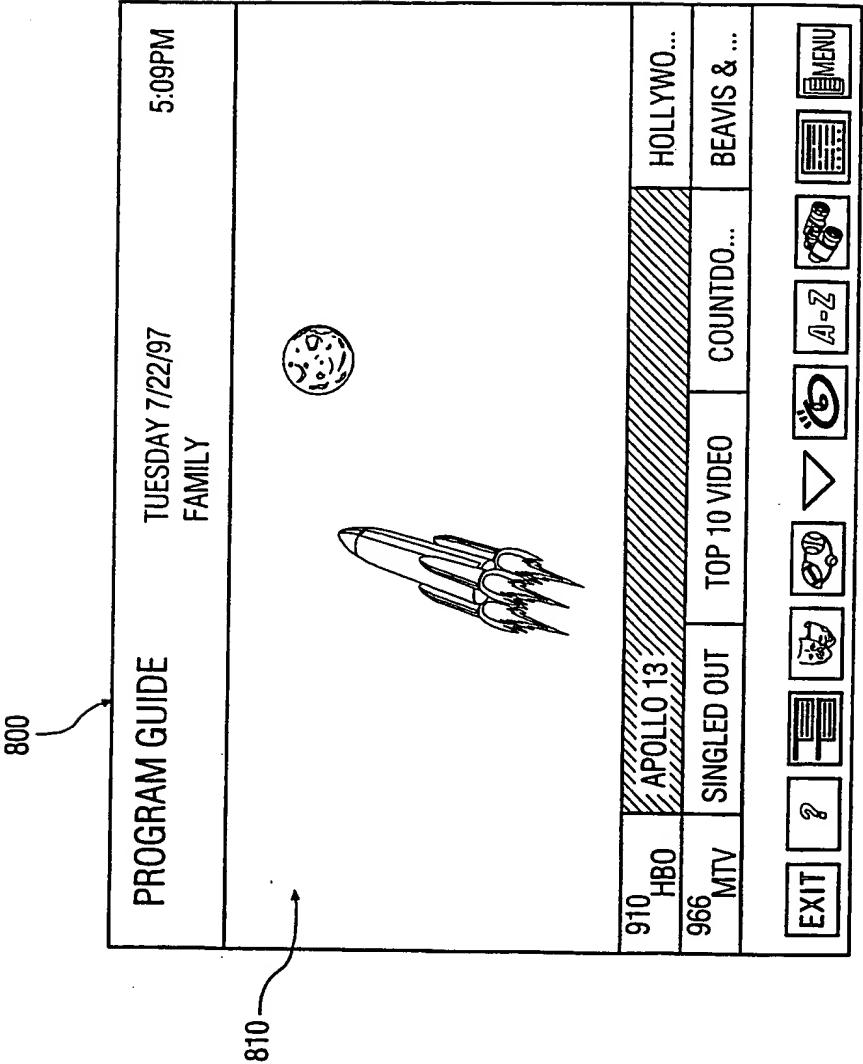 800
PROGRAM GUIDE TUESDAY 7/22/97 5:09PM
FAMILY
810
910 HBO APOLLO 13 HOLLYWO...
966 MTV SINGLED OUT TOP 10 VIDEO COUNTDO... BEAVIS & ...
EXIT ? A-Z MENU